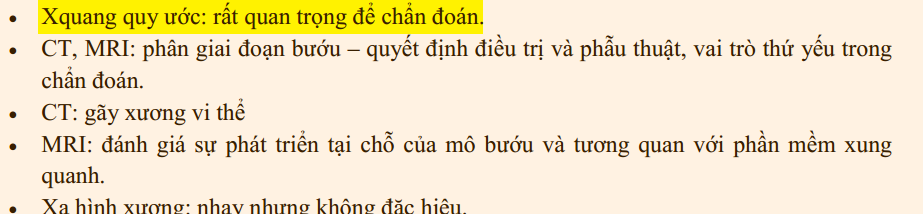 • Xquang quy ước: rất quan trọng để chẩn đoán.
• CT, MRI: phân giai đoạn bướu – quyết định điều trị và phẫu thuật, vai trò thứ yếu trong
chẩn đoán.
• CT: gãy xương vi thể
• MRI: đánh giá sự phát triển tại chỗ của mô bướu và tương quan với phần mềm xung
quanh.
• Xạ hình xương: nhạy nhưng không đặc hiệu.